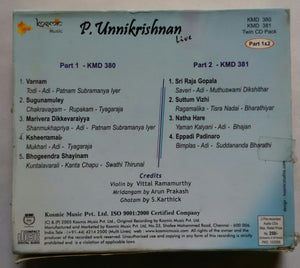 Kosmic
Music
P. Unnikrishnan
Live
KMD 380
KMD 381
Twin CD Pack
Part 1x2
Part 1 - KMD 380
1. Varnam
Todi - Adi - Patnam Subramanya Iyer
2. Sugunamuley
Chakravagam - Rupakam - Tyagaraja
3. Marivera Dikkevaraiyya
Shanmukhapriya - Adi - Patnam Subramanya Iyer
4. Ksheerramai
Mukhari - Adi - Tyagaraja
5. Bhogeendra Shayinam
Kuntalavarali - Kanta Chapu - Swathi Thirunal
Part 2 - KMD 381
1. Sri Raja Gopala
Saveri - Adi - Muthuswami Dikshithar
2. Suttum Vizhi
Ragamalika - Tisra Nadai - Bharathiyar
3. Natha Hare
Yaman Kalyani - Adi - Bhajan
4. Eppadi Padinaro
Bimplas - Adi - Suddananda Bharathi
Credits
Violin by Vittal Ramamurthy
Mridangam by Arun Prakash
Ghatam by S.Karthick
Kosmic Music Pvt. Ltd. ISO 9001:2000 Certified Company